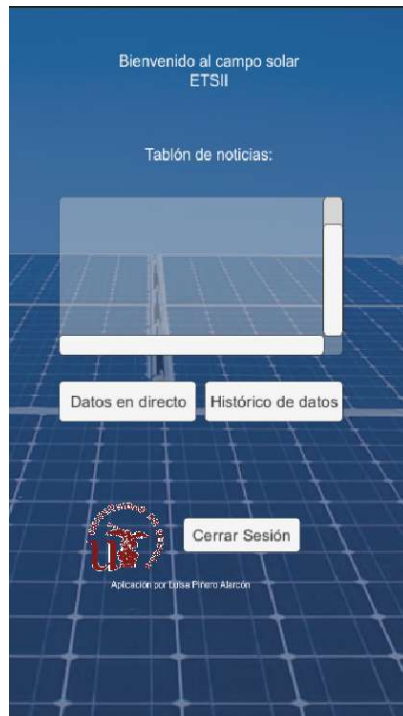 Bienvenido al campo solar
ETSII
Tablón de noticias:
Datos en directo
Histórico de datos
Cerrar Sesión
Aplicación por Luisa Piñero Alarcón